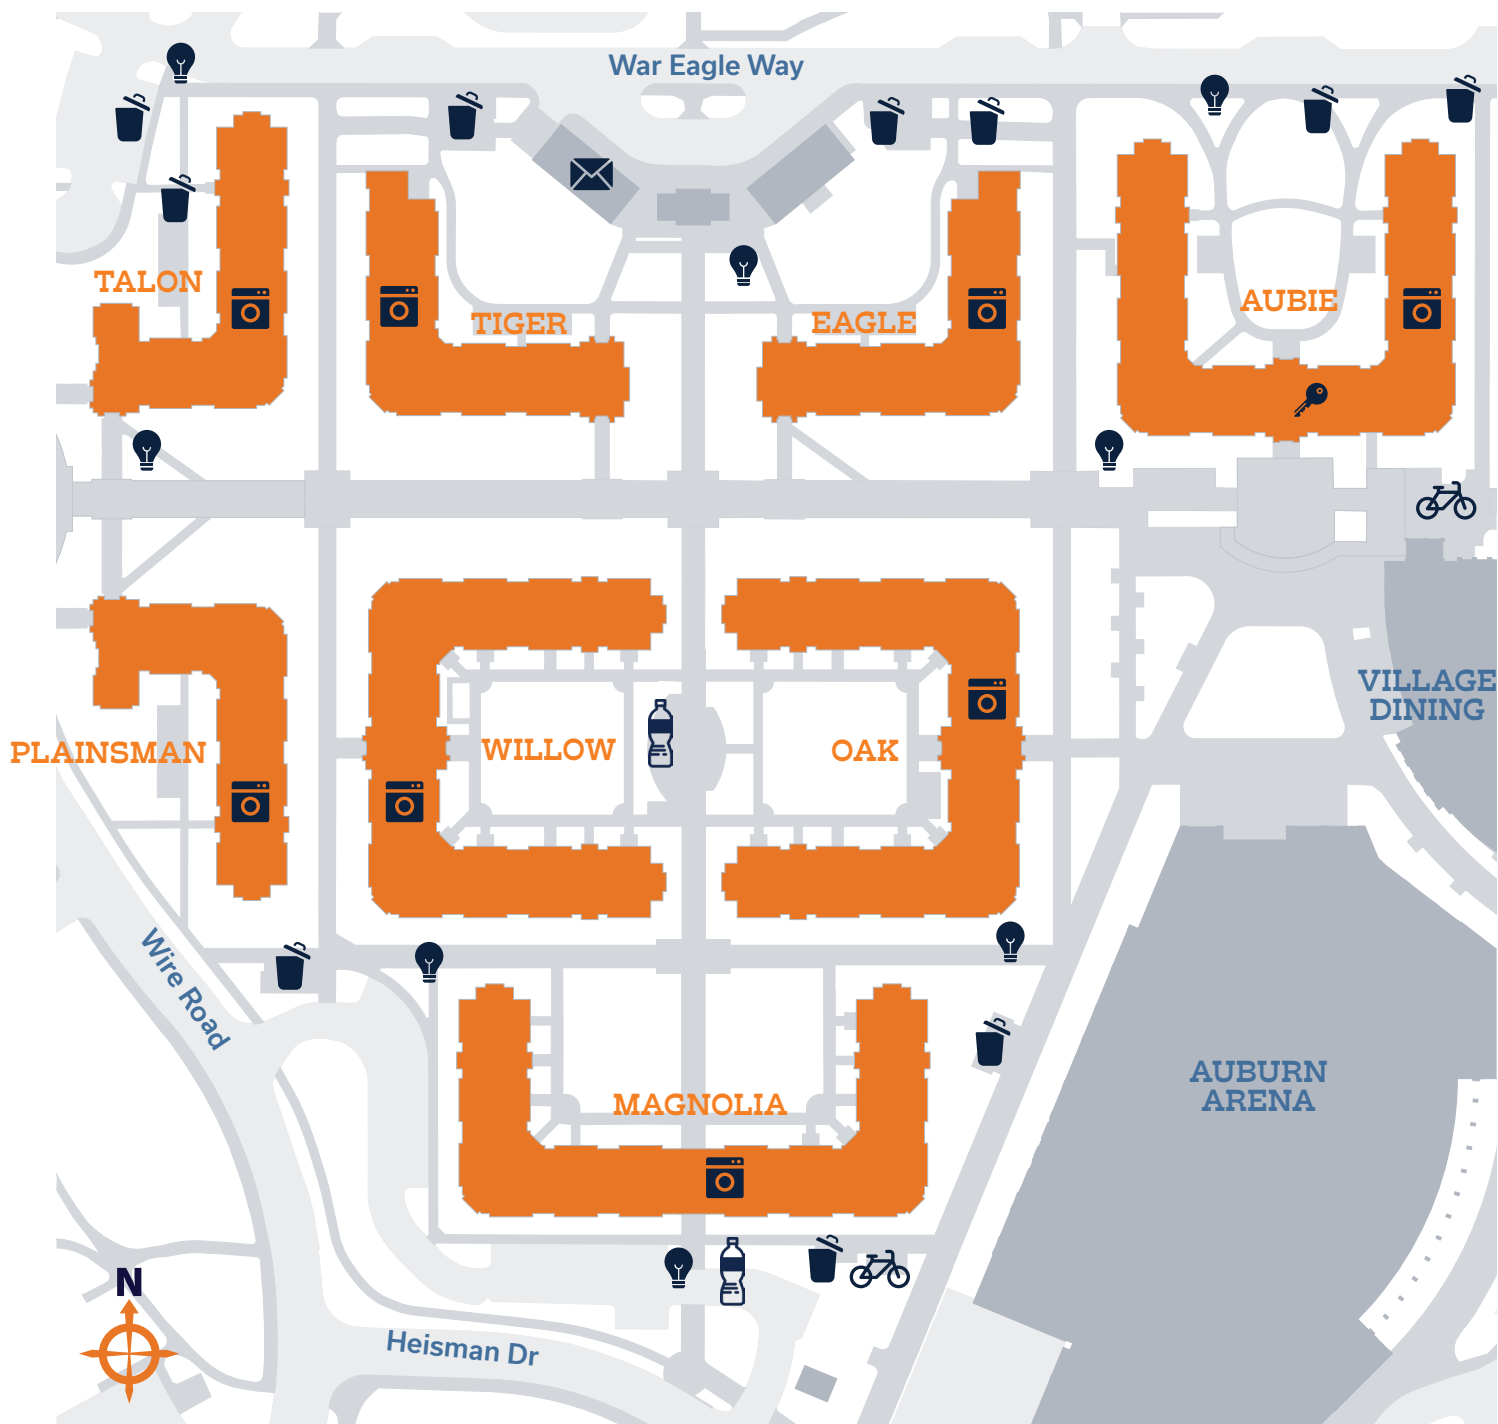 War Eagle Way
TALON
TIGER
EAGLE
AUBIE
VILLAGE
DINING
PLAINSMAN
WILLOW
OAK
Wire Road
AUBURN
ARENA
MAGNOLIA
N
Heisman Dr